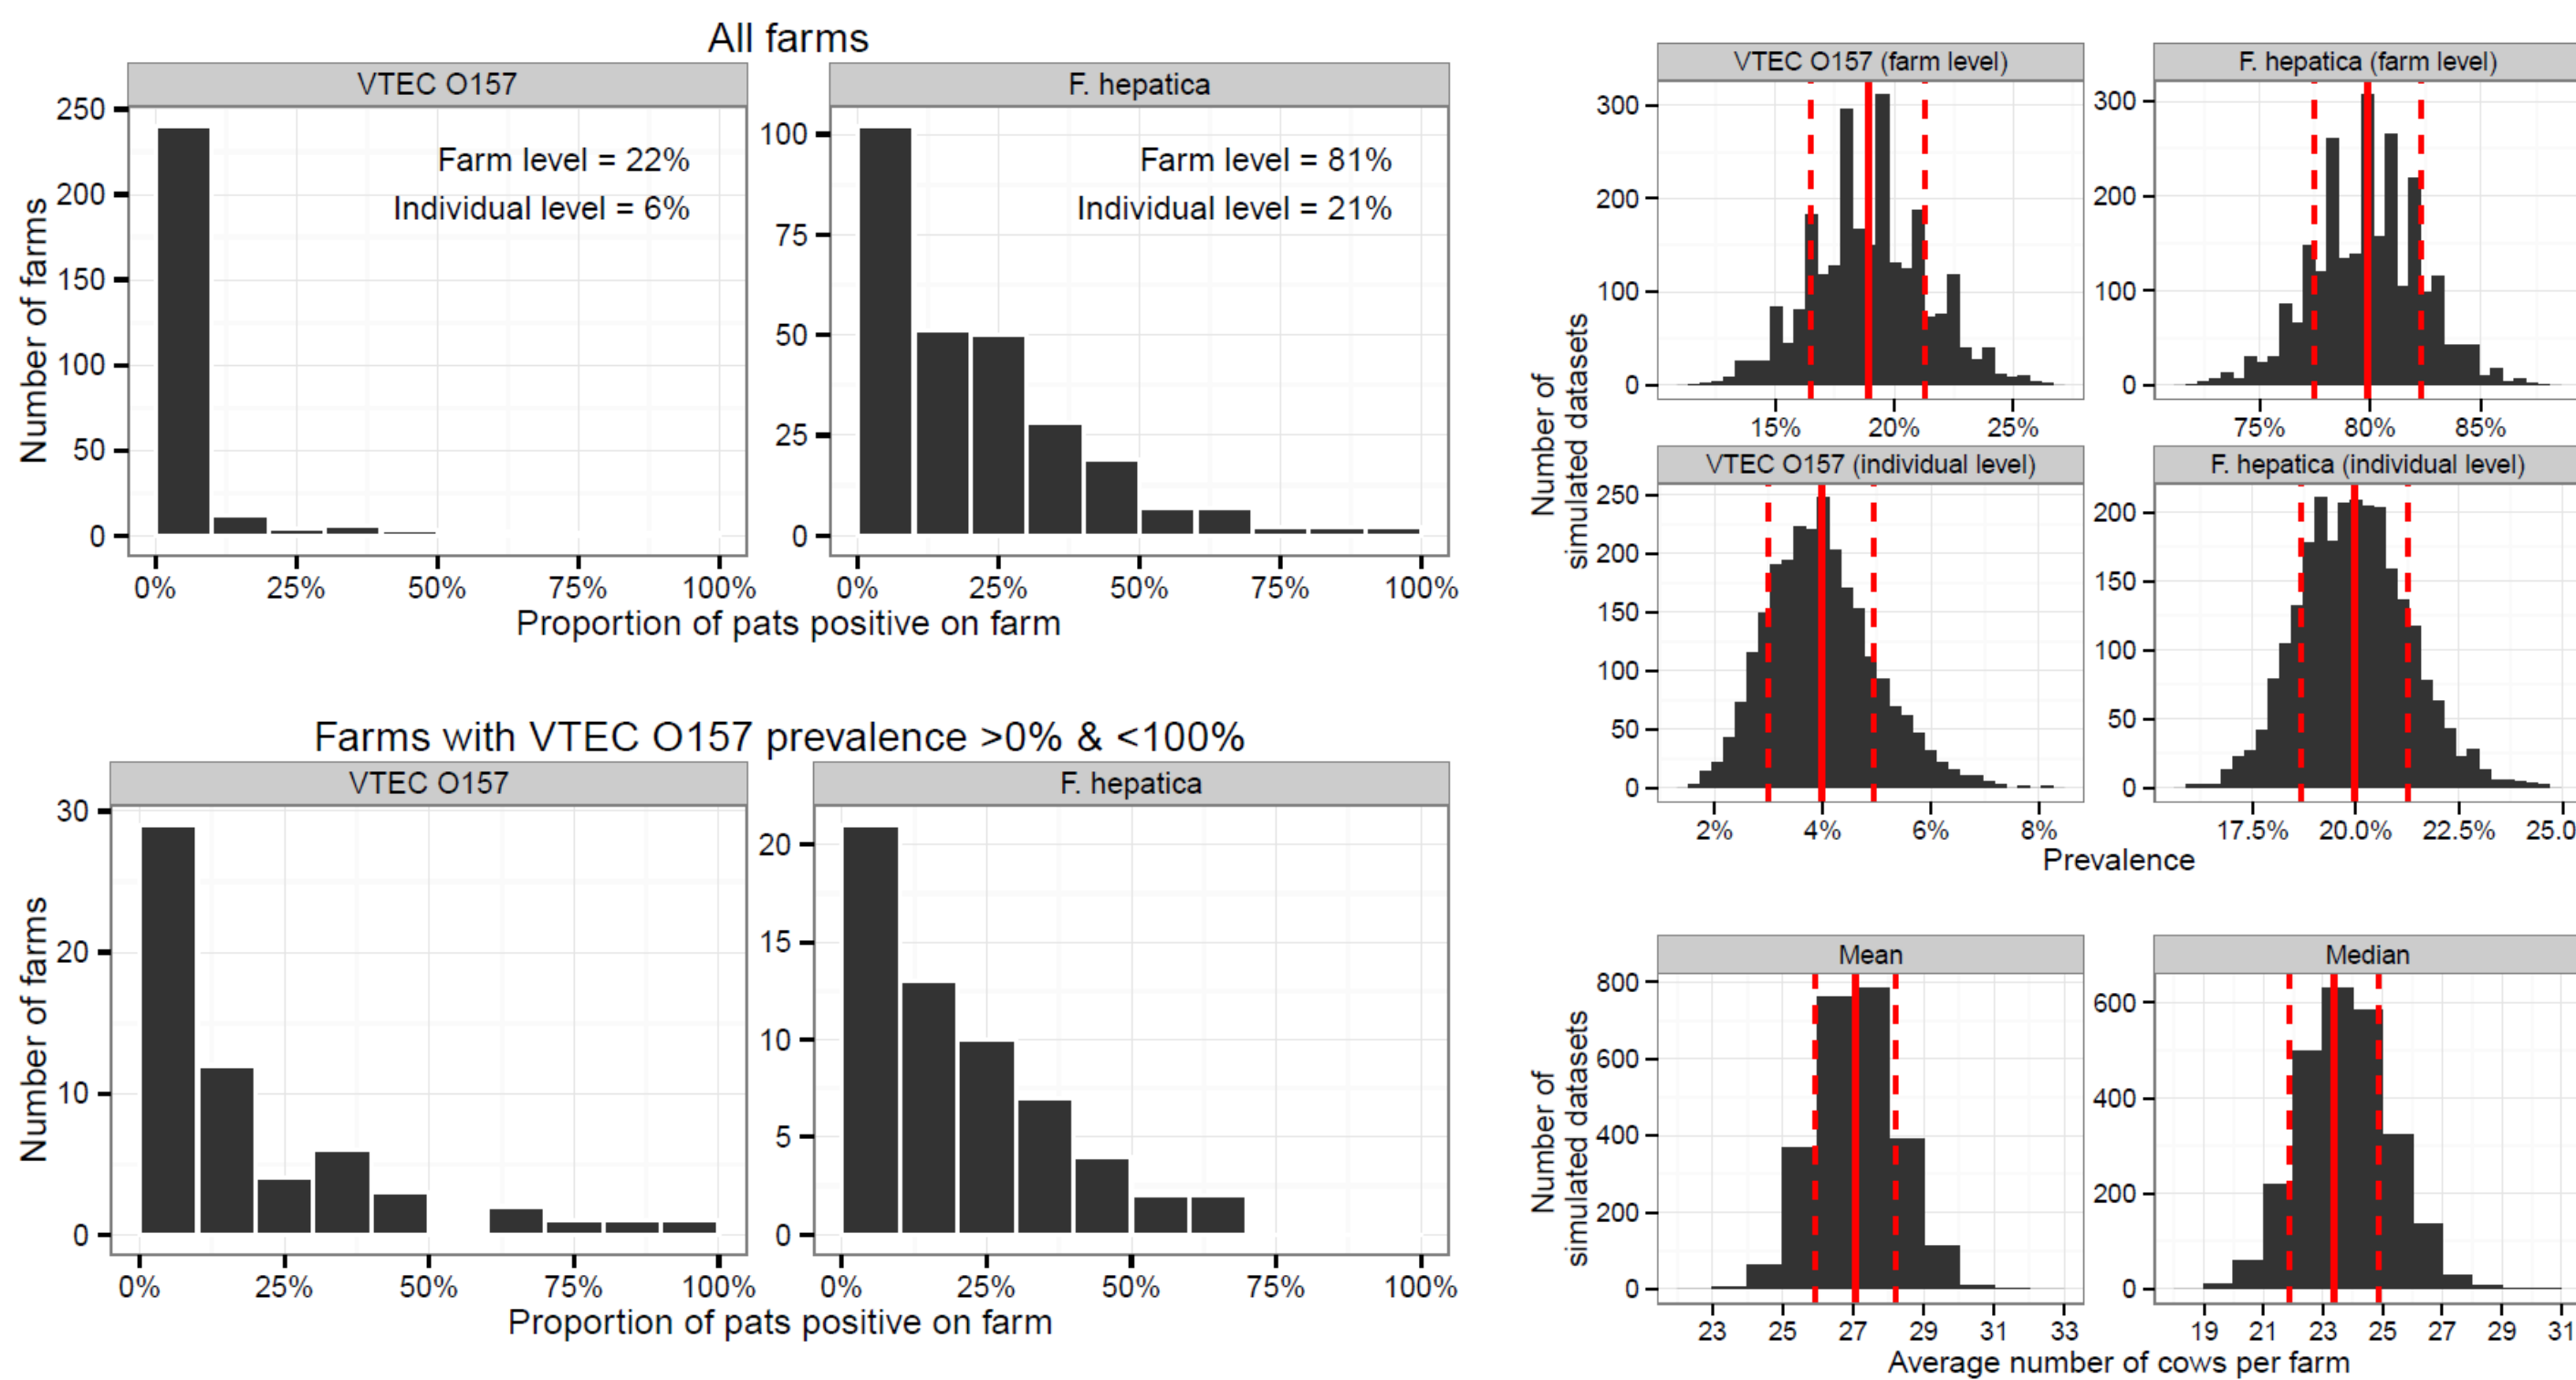 All farms
VTEC O157
F. hepatica
250
200
150
100
50
0
Farm level = 22%
Individual level = 6%
100
75
50
25
0
Farm level = 81%
Individual level = 21%
Number of farms
0% 25% 50% 75% 100%
0% 25% 50% 75% 100%
Proportion of pats positive on farm
Farms with VTEC O157 prevalence >0% & <100%
VTEC O157
F. hepatica
30
20
10
0
20
15
10
5
0
Number of farms
0% 25% 50% 75% 100%
0% 25% 50% 75% 100%
Proportion of pats positive on farm
VTEC O157 (farm level)
F. hepatica (farm level)
300
200
100
0
300
200
100
0
15% 20% 25%
75% 80% 85%
Number of
simulated datasets
VTEC O157 (individual level)
F. hepatica (individual level)
250
200
150
100
50
0
200
150
100
50
0
2% 4% 6% 8%
17.5% 20.0% 22.5% 25.0
Prevalence
Mean
Median
800
600
400
200
0
600
400
200
0
Number of
simulated datasets
23 25 27 29 31 33
19 21 23 25 27 29 31
Average number of cows per farm